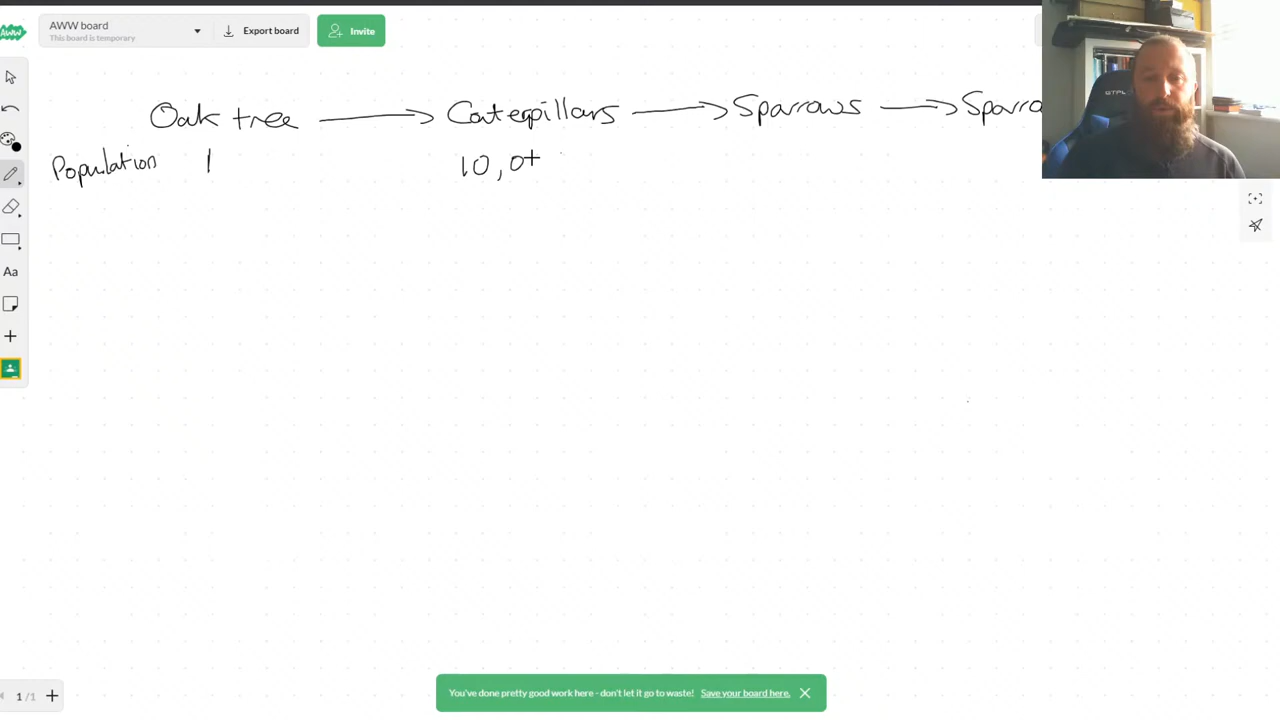 AWW board
This board is temporary
Export board
Invite
Oak tree → Caterpillars → Sparrows → Sparro
Population 1 10,0
Aa
1 / 1
You've done pretty good work here - don't let it go to waste! Save your board here.